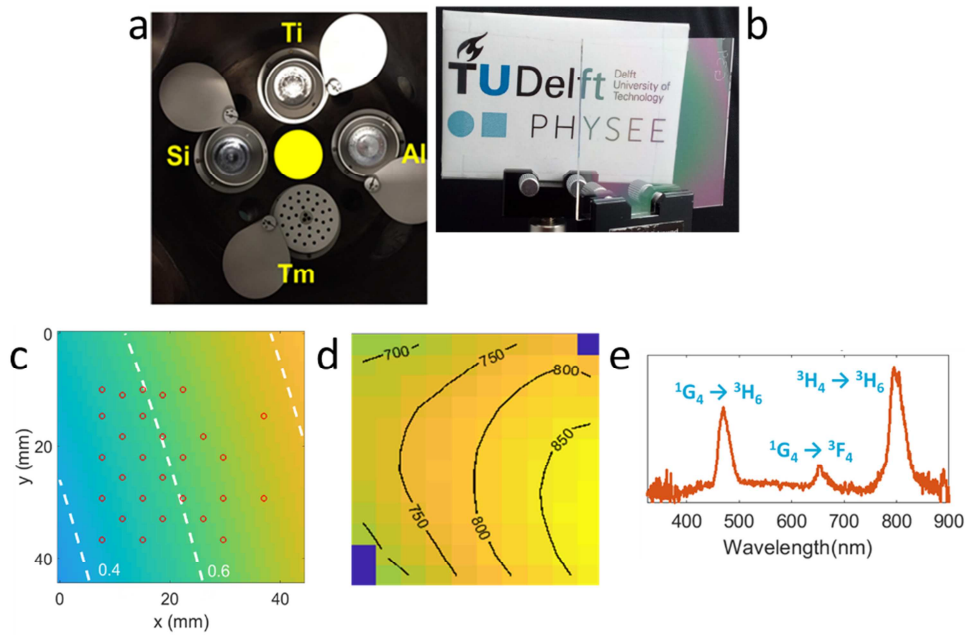 a
Ti
Si
Al
Tm
b
TU Delft
Delft
University of
Technology
PHYSEE
c
0
20
40
y (mm)
0.4
0.6
0
20
40
x (mm)
d
700
750
800
850
750
800
e
¹G₄ → ³H₆
³H₄ → ³H₆
¹G₄ → ³F₄
400 500 600 700 800 900
Wavelength(nm)